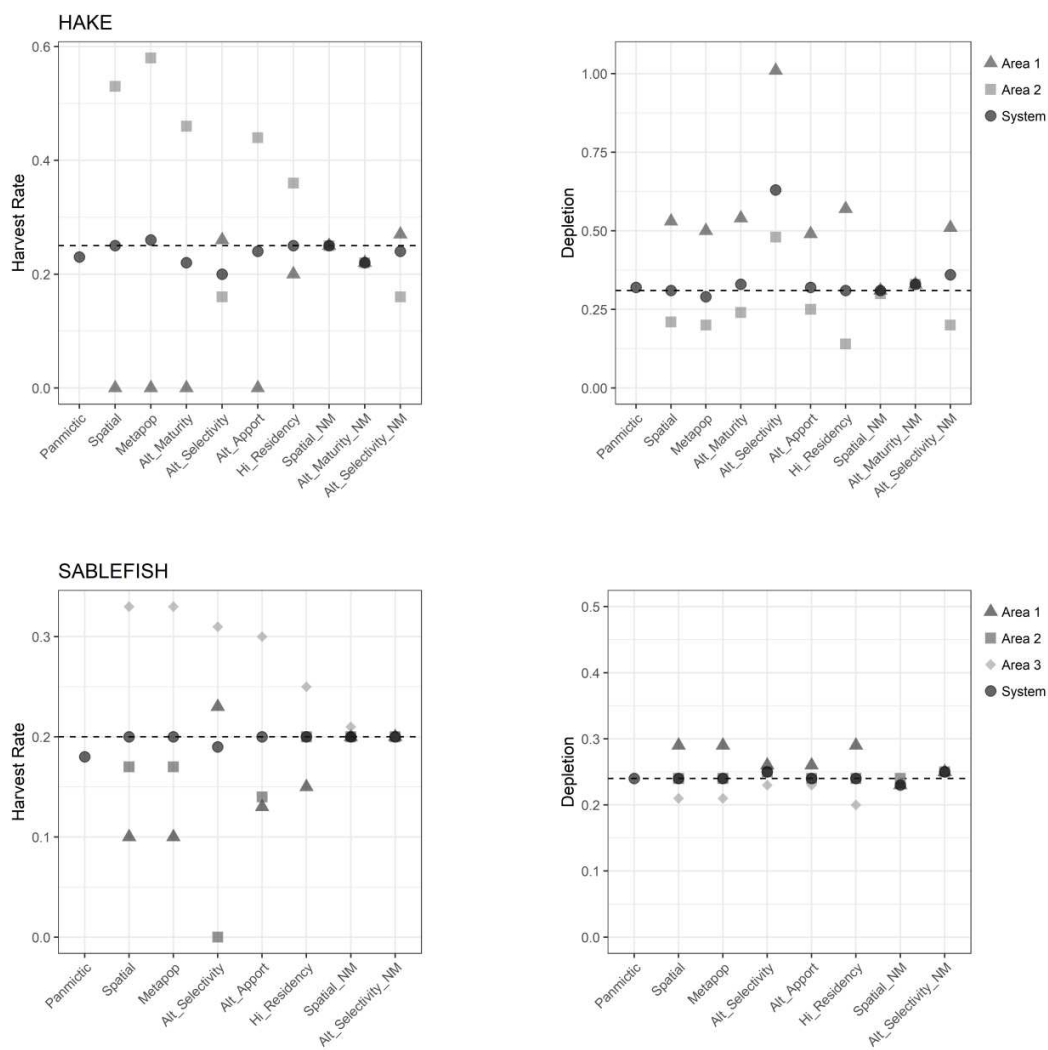 HAKE
Harvest Rate
0.6
0.4
0.2
0.0
Panmictic
Spatial
Metapop
Alt_Maturity
Alt_Selectivity
Alt_Apport
Hi_Residency
Spatial_NM
Alt_Maturity_NM
Alt_Selectivity_NM
Depletion
1.00
0.75
0.50
0.25
0.00
Panmictic
Spatial
Metapop
Alt_Maturity
Alt_Selectivity
Alt_Apport
Hi_Residency
Spatial_NM
Alt_Maturity_NM
Alt_Selectivity_NM
Area 1
Area 2
System
SABLEFISH
Harvest Rate
0.3
0.2
0.1
0.0
Panmictic
Spatial
Metapop
Alt_Selectivity
Alt_Apport
Hi_Residency
Spatial_NM
Alt_Selectivity_NM
Depletion
0.5
0.4
0.3
0.2
0.1
0.0
Panmictic
Spatial
Metapop
Alt_Selectivity
Alt_Apport
Hi_Residency
Spatial_NM
Alt_Selectivity_NM
Area 1
Area 2
Area 3
System